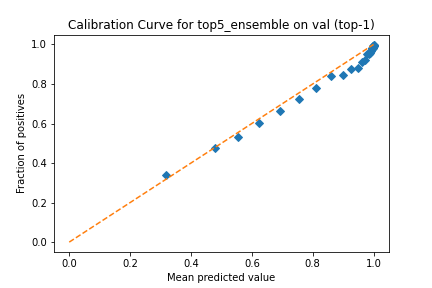 Calibration Curve for top5_ensemble on val (top-1)
1.0
0.8
0.6
0.4
0.2
0.0
Fraction of positives
0.0 0.2 0.4 0.6 0.8 1.0
Mean predicted value